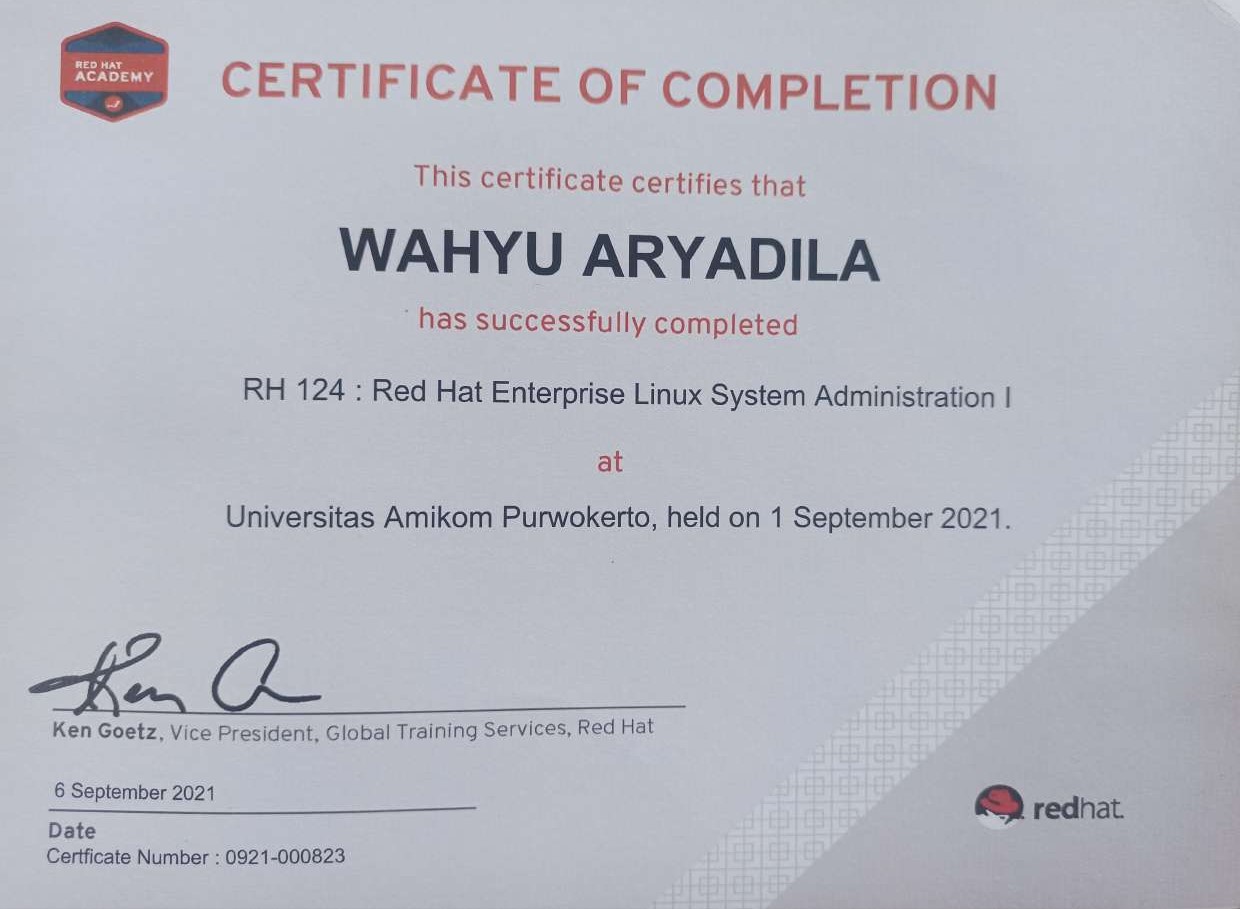 RED HAT
ACADEMY
CERTIFICATE OF COMPLETION
This certificate certifies that
WAHYU ARYADILA
has successfully completed
RH 124 : Red Hat Enterprise Linux System Administration I
at
Universitas Amikom Purwokerto, held on 1 September 2021.
Ken Goetz, Vice President, Global Training Services, Red Hat
6 September 2021
Date
Certficate Number : 0921-000823
redhat.